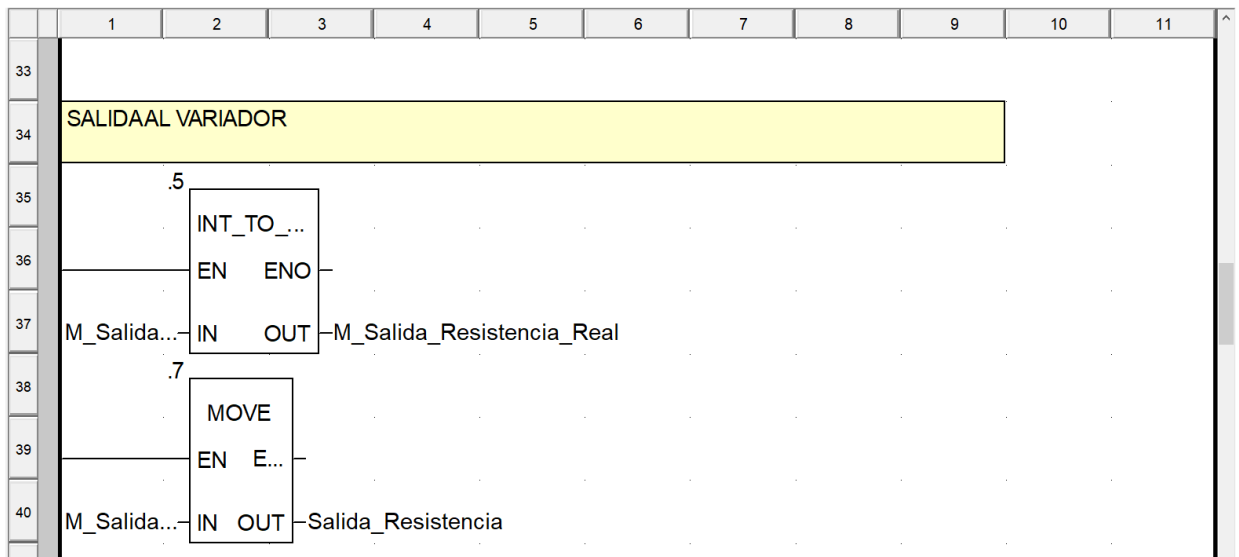 1 2 3 4 5 6 7 8 9 10 11
33
34 SALIDAAL VARIADOR
35 .5
INT_TO_...
36 EN ENO
37 M_Salida... IN OUT M_Salida_Resistencia_Real
38 .7
MOVE
39 EN E...
40 M_Salida... IN OUT Salida_Resistencia